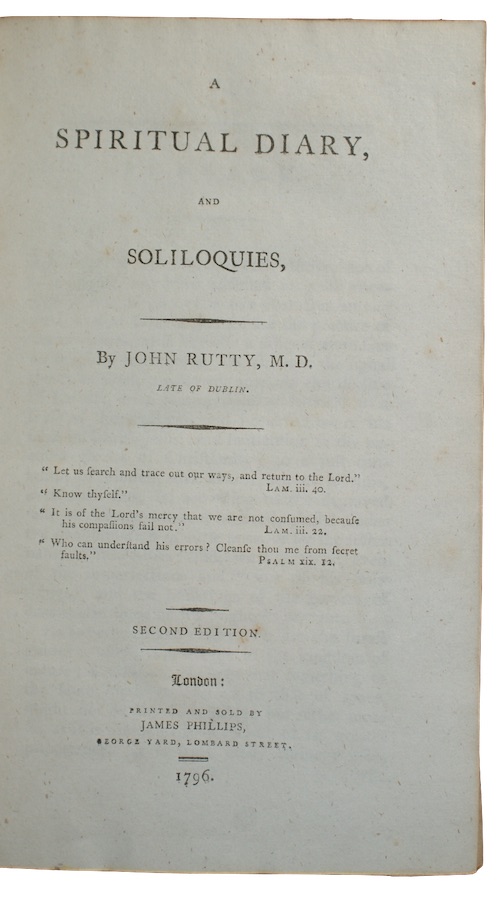 A
SPIRITUAL DIARY,
AND
SOLILOQUIES,
By JOHN RUTTY, M. D.
LATE OF DUBLIN.
“ Let us ſearch and trace out our ways, and return to the Lord.”
LAM. iii. 40.
“ Know thyſelf.”
“ It is of the Lord's mercy that we are not conſumed, becauſe
his compaſſions fail not.” LAM. iii. 22.
“ Who can underſtand his errors? Cleanſe thou me from ſecret
faults.” PSALM xix. 12.
SECOND EDITION.
London:
PRINTED AND SOLD BY
JAMES PHILLIPS,
GEORGE YARD, LOMBARD STREET.
1796.